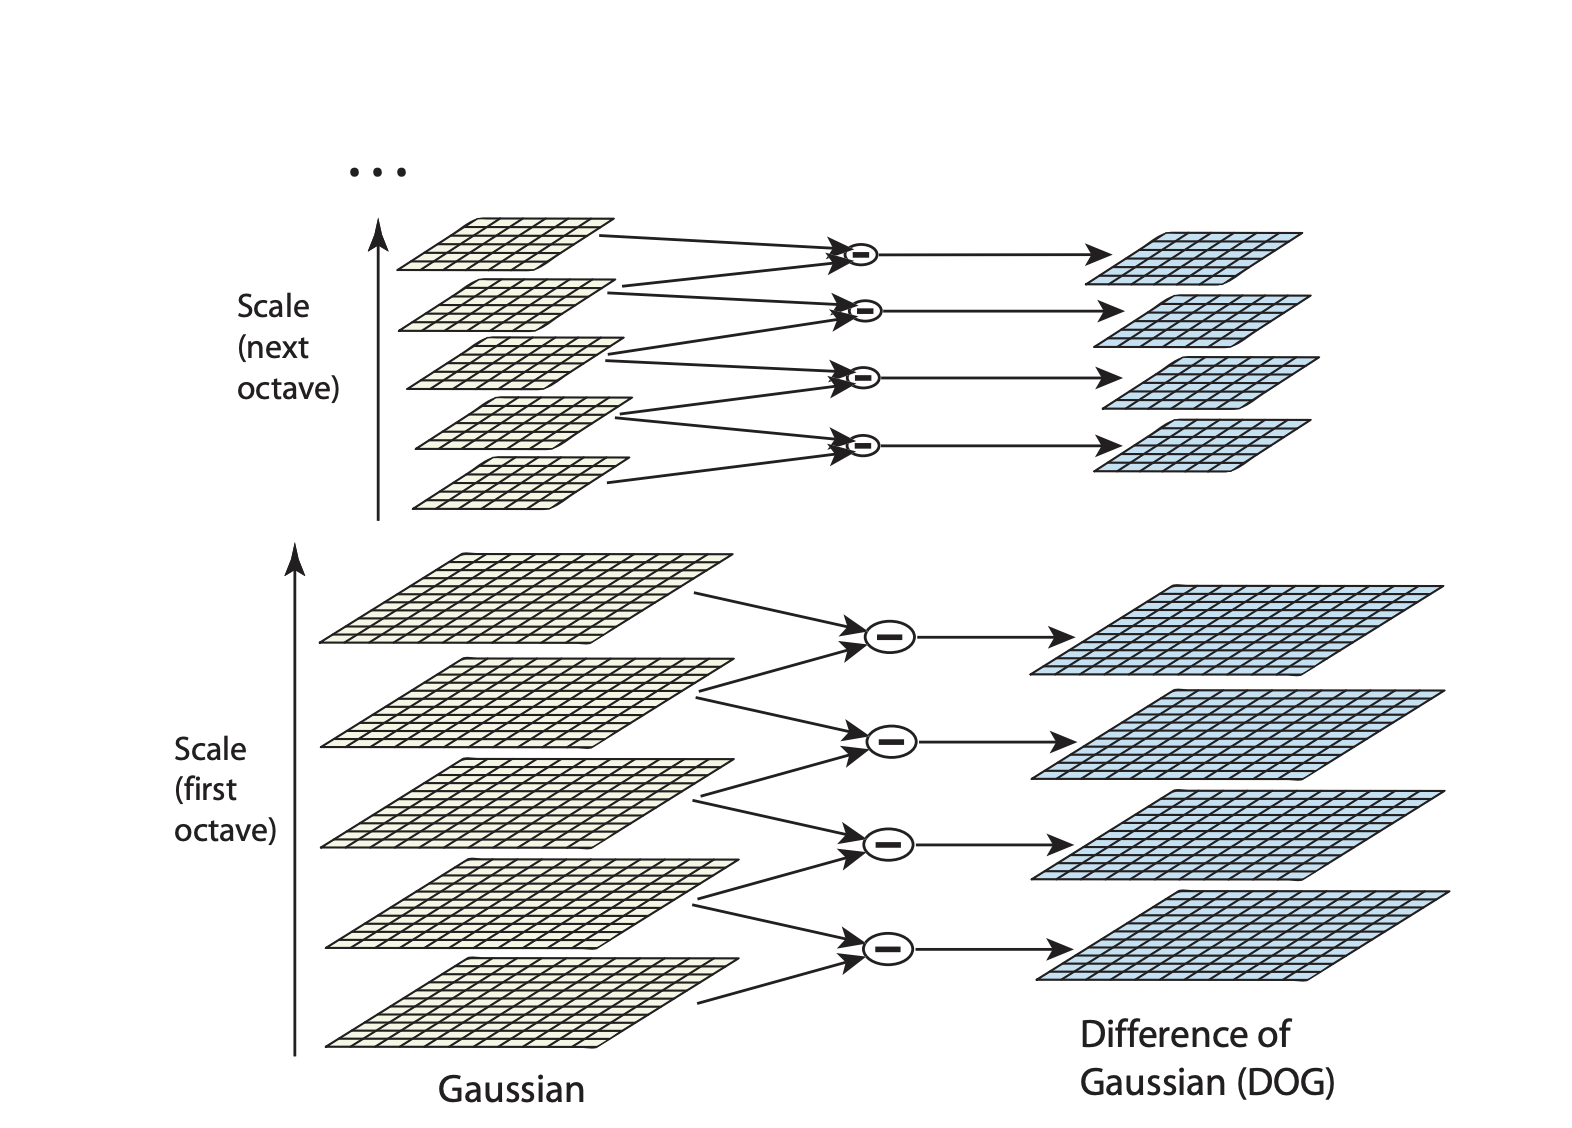 ...
Scale
(next
octave)
Scale
(first
octave)
Gaussian
Difference of
Gaussian (DOG)